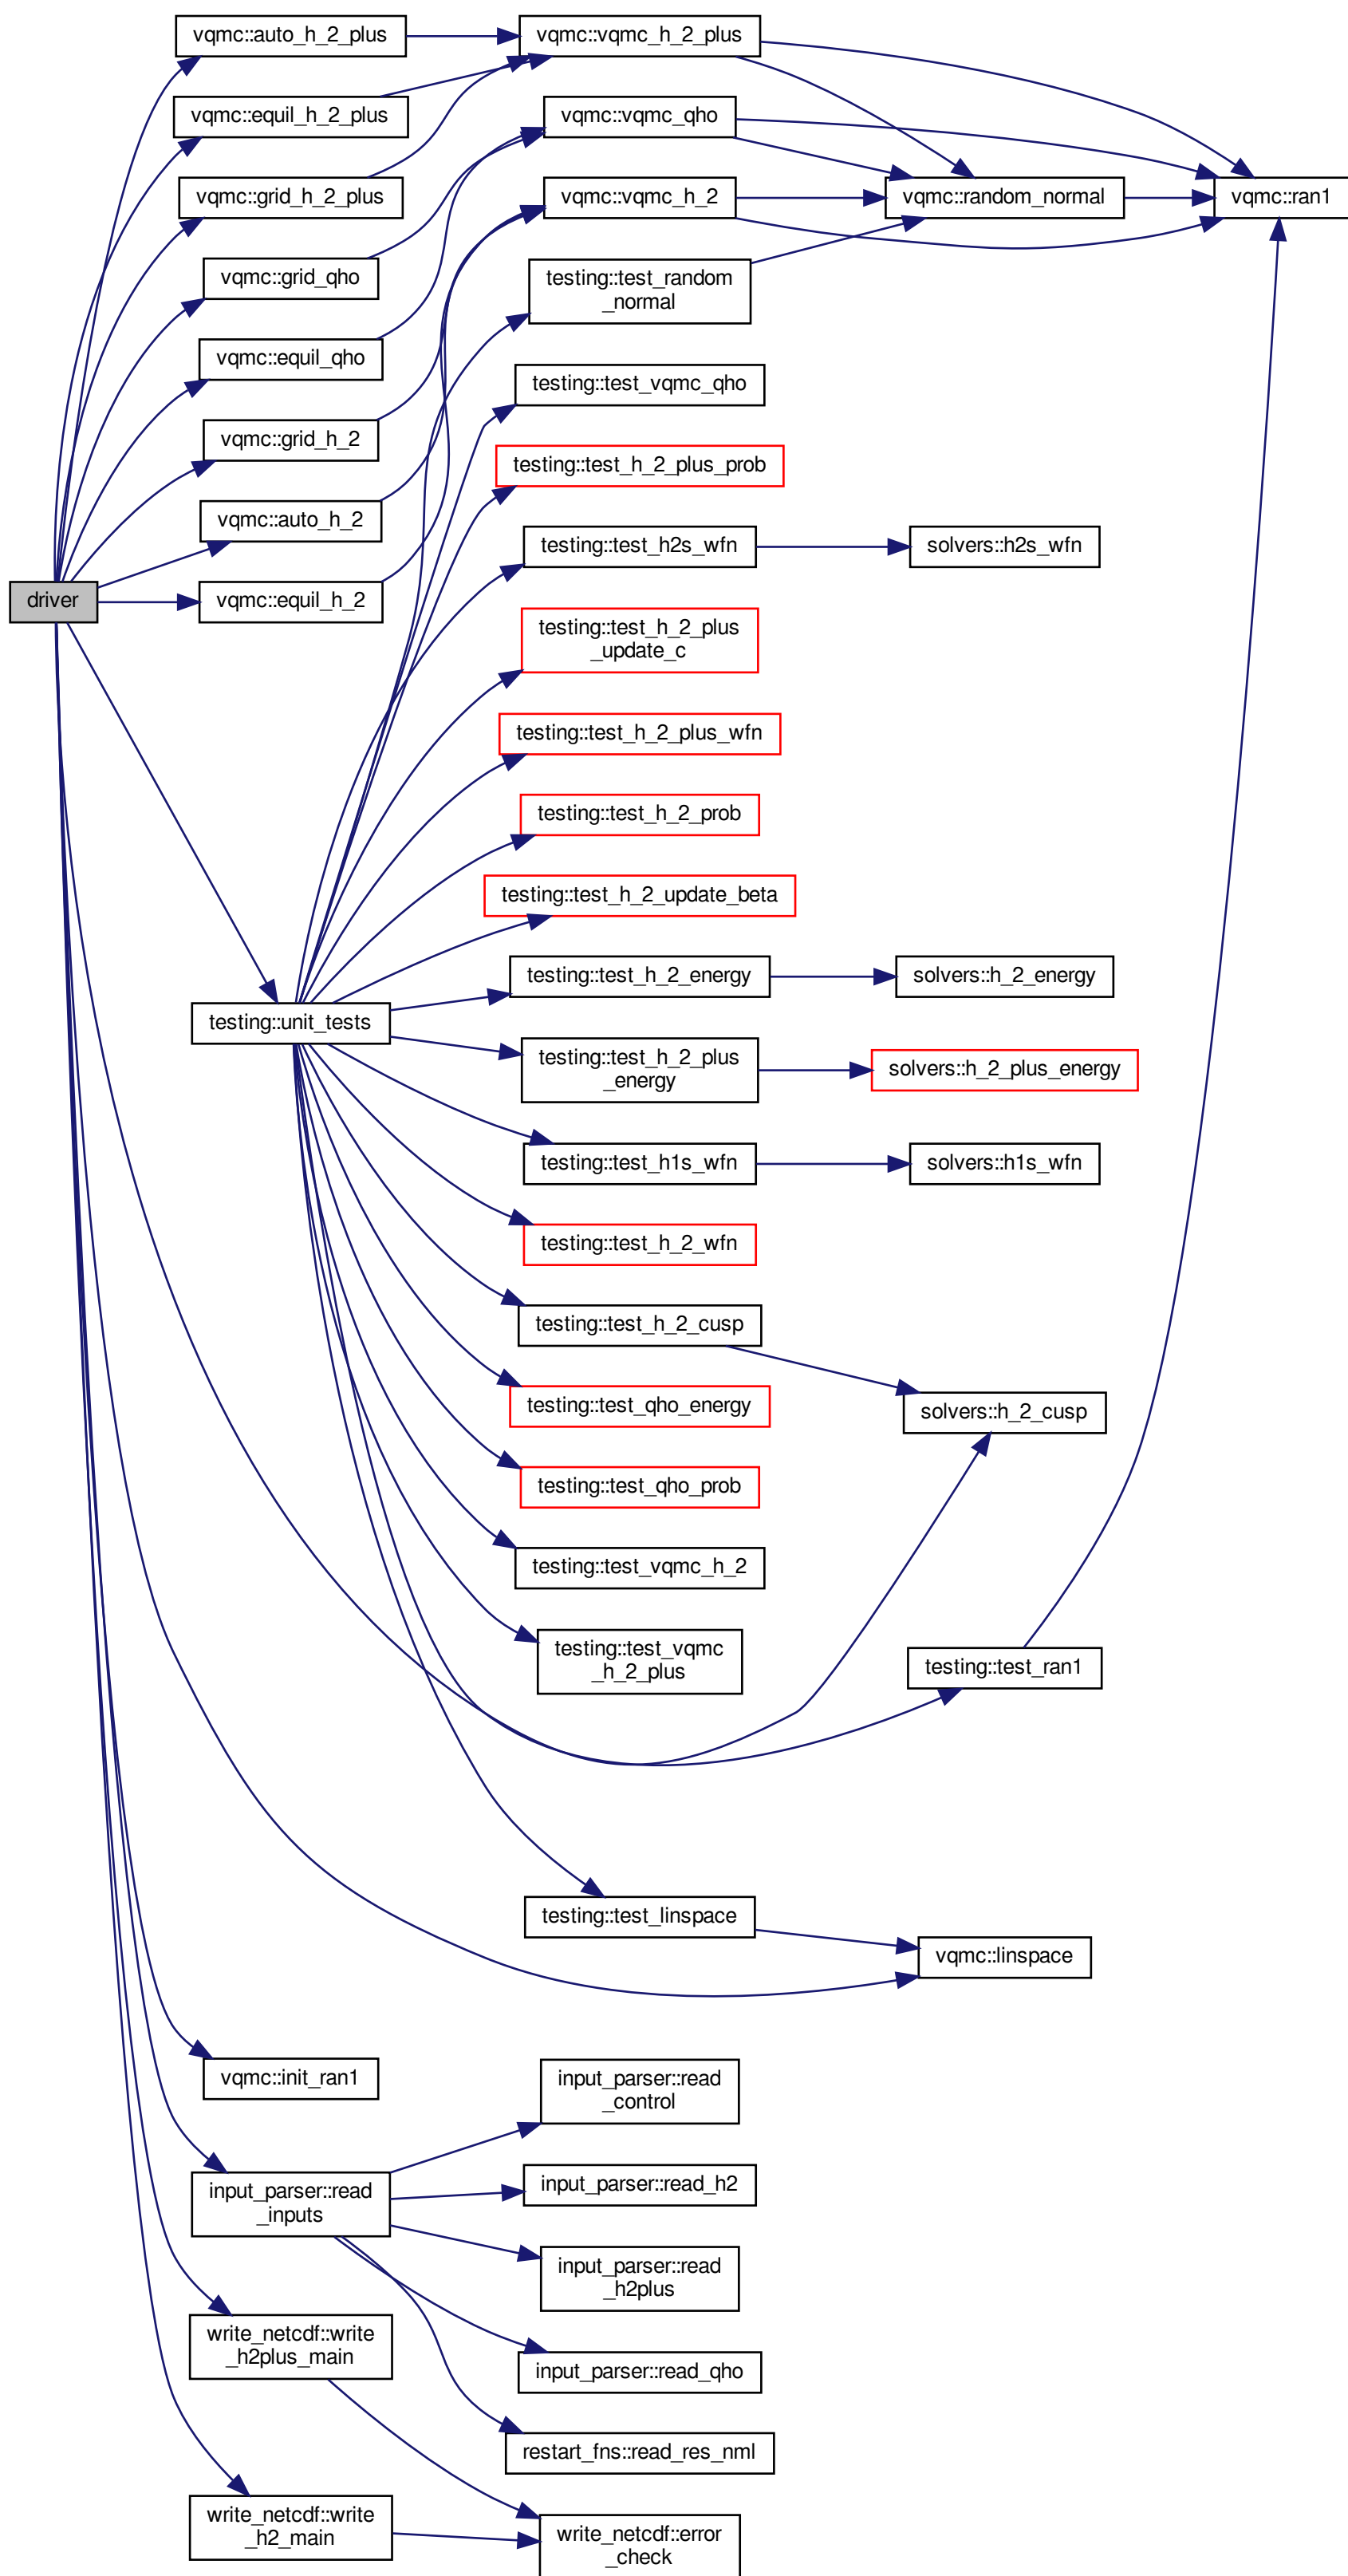 vqmc::auto_h_2_plus
vqmc::vqmc_h_2_plus
vqmc::equil_h_2_plus
vqmc::vqmc_qho
vqmc::grid_h_2_plus
vqmc::vqmc_h_2
vqmc::random_normal
vqmc::ran1
vqmc::grid_qho
testing::test_random
_normal
vqmc::equil_qho
testing::test_vqmc_qho
vqmc::grid_h_2
testing::test_h_2_plus_prob
vqmc::auto_h_2
testing::test_h2s_wfn
solvers::h2s_wfn
driver
vqmc::equil_h_2
testing::test_h_2_plus
_update_c
testing::test_h_2_plus_wfn
testing::test_h_2_prob
testing::test_h_2_update_beta
testing::test_h_2_energy
solvers::h_2_energy
testing::unit_tests
testing::test_h_2_plus
_energy
solvers::h_2_plus_energy
testing::test_h1s_wfn
solvers::h1s_wfn
testing::test_h_2_wfn
testing::test_h_2_cusp
testing::test_qho_energy
solvers::h_2_cusp
testing::test_qho_prob
testing::test_vqmc_h_2
testing::test_vqmc
_h_2_plus
testing::test_ran1
testing::test_linspace
vqmc::linspace
vqmc::init_ran1
input_parser::read
_control
input_parser::read
_inputs
input_parser::read_h2
input_parser::read
_h2plus
write_netcdf::write
_h2plus_main
input_parser::read_qho
restart_fns::read_res_nml
write_netcdf::write
_h2_main
write_netcdf::error
_check